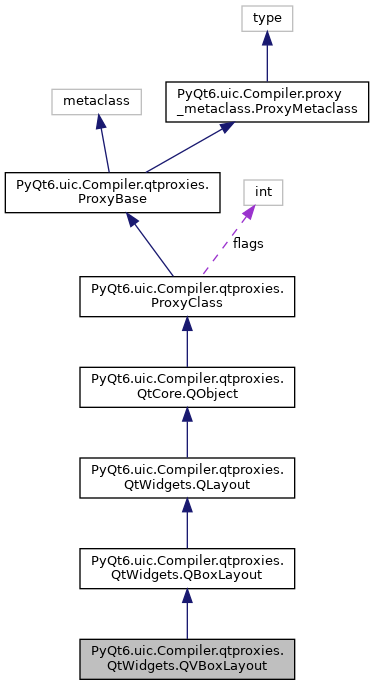 type
PyQt6.uic.Compiler.proxy
_metaclass.ProxyMetaclass
metaclass
PyQt6.uic.Compiler.qtproxies.
ProxyBase
int
flags
PyQt6.uic.Compiler.qtproxies.
ProxyClass
PyQt6.uic.Compiler.qtproxies.
QtCore.QObject
PyQt6.uic.Compiler.qtproxies.
QtWidgets.QLayout
PyQt6.uic.Compiler.qtproxies.
QtWidgets.QBoxLayout
PyQt6.uic.Compiler.qtproxies.
QtWidgets.QVBoxLayout